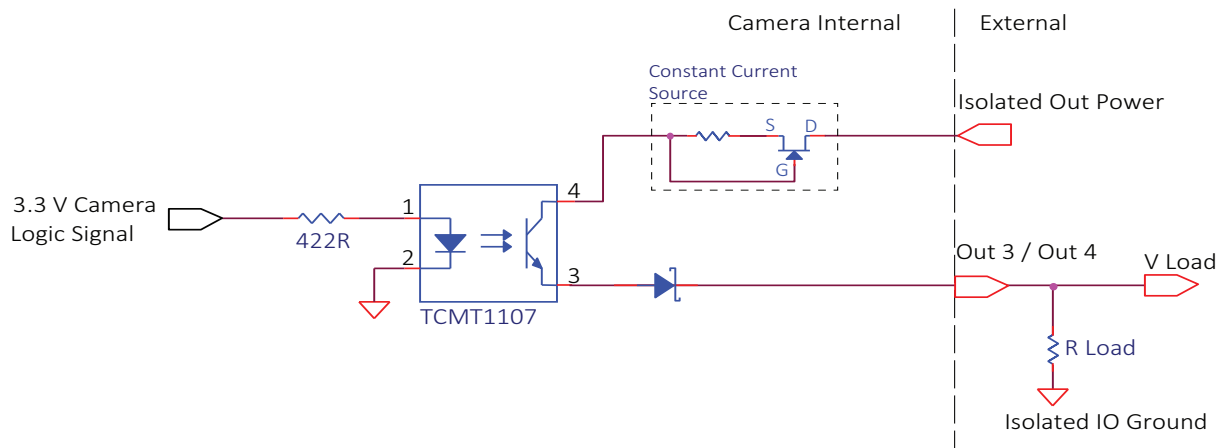 Camera Internal
External
Constant Current
Source
Isolated Out Power
S
D
G
4
3.3 V Camera
Logic Signal
1
422R
2
Out 3 / Out 4
V Load
3
TCMT1107
R Load
Isolated IO Ground